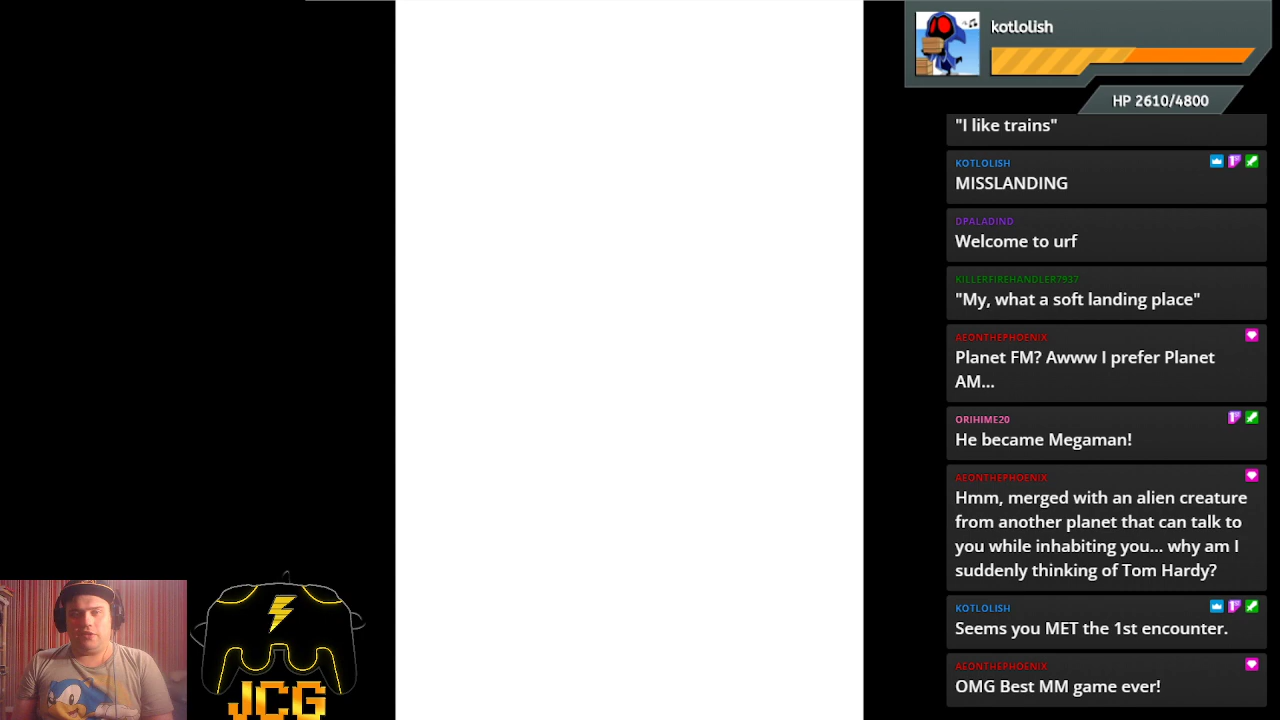 kotlolish
HP 2610/4800
"I like trains"
KOTLOLISH
MISSLANDING
DPALADIND
Welcome to urf
KILLERFIREHANDLER7937
"My, what a soft landing place"
AEONTHEPHOENIX
Planet FM? Awww I prefer Planet
AM...
ORIHIME20
He became Megaman!
AEONTHEPHOENIX
Hmm, merged with an alien creature
from another planet that can talk to
you while inhabiting you... why am I
suddenly thinking of Tom Hardy?
KOTLOLISH
Seems you MET the 1st encounter.
AEONTHEPHOENIX
OMG Best MM game ever!
JCG